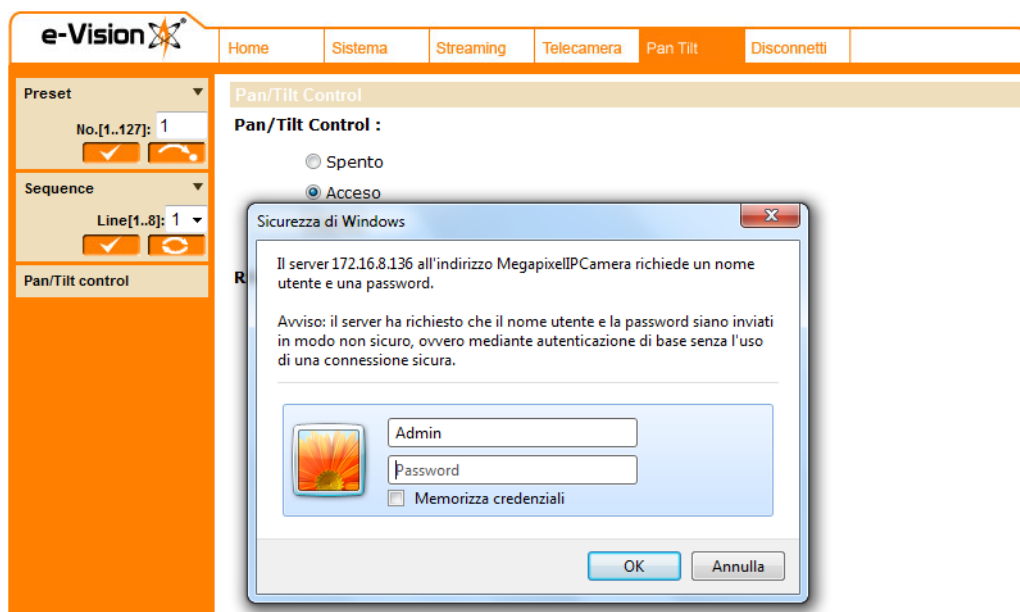 e-Vision
Home
Sistema
Streaming
Telecamera
Pan Tilt
Disconnetti
Preset
No.[1..127]: 1
Sequence
Line[1..8]: 1
Pan/Tilt control
Pan/Tilt Control
Pan/Tilt Control :
Spento
Acceso
Sicurezza di Windows
Il server 172.16.8.136 all'indirizzo MegapixelIPCamera richiede un nome
utente e una password.
Avviso: il server ha richiesto che il nome utente e la password siano inviati
in modo non sicuro, ovvero mediante autenticazione di base senza l'uso
di una connessione sicura.
Admin
Password
Memorizza credenziali
OK
Annulla